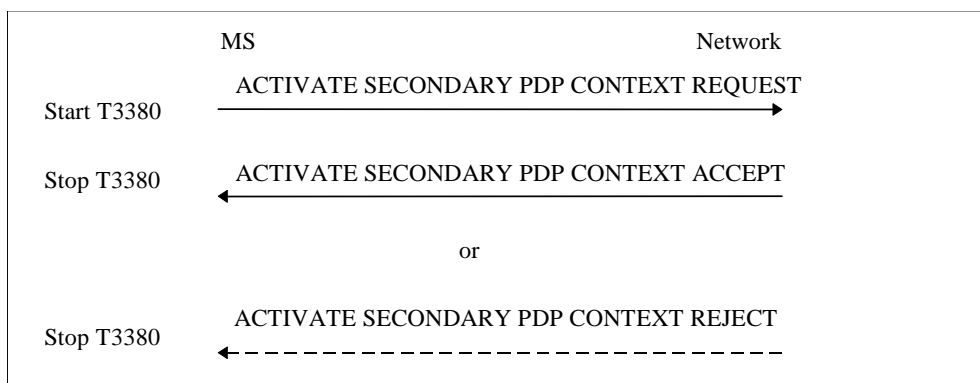 MS Network
ACTIVATE SECONDARY PDP CONTEXT REQUEST
Start T3380
ACTIVATE SECONDARY PDP CONTEXT ACCEPT
Stop T3380
or
ACTIVATE SECONDARY PDP CONTEXT REJECT
Stop T3380